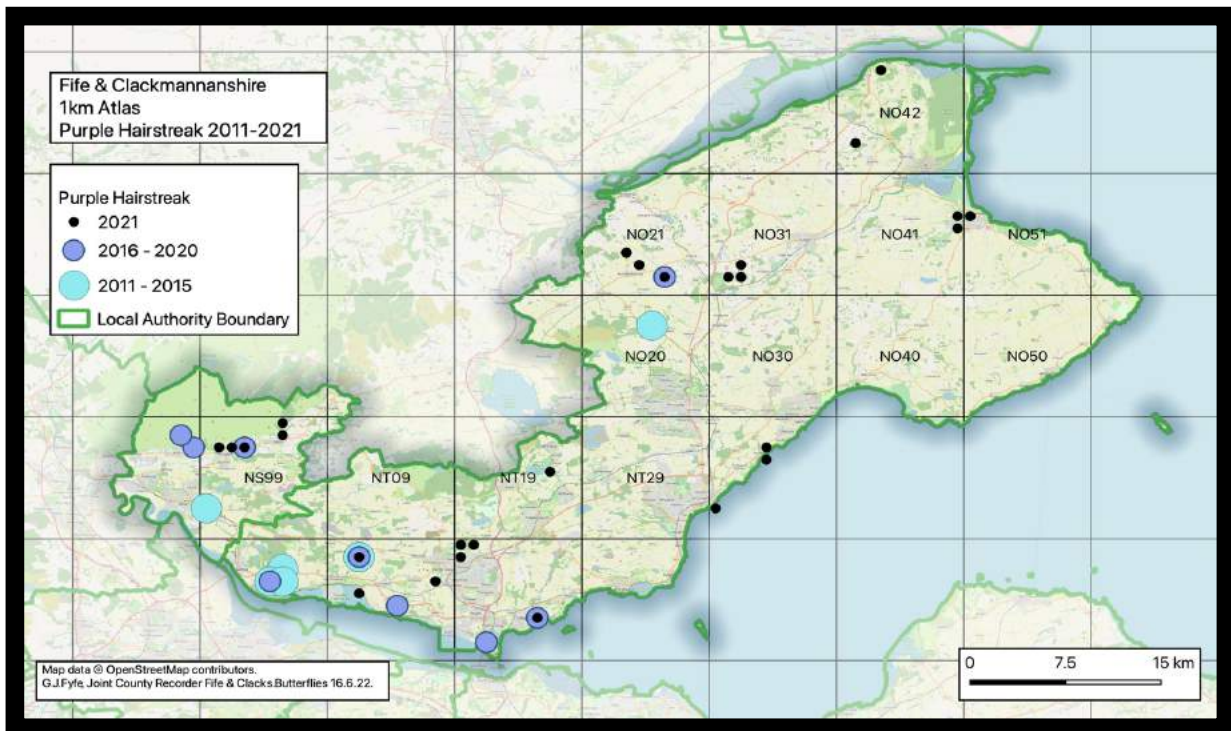 Fife & Clackmannanshire
1km Atlas
Purple Hairstreak 2011-2021
Purple Hairstreak
2021
2016 - 2020
2011 - 2015
Local Authority Boundary
NO42
NO21
NO31
NO41
NO51
NO20
NO30
NO40
NO50
NS99
NT09
NT19
NT29
Map data @ OpenStreetMap contributors.
G.J.Fyfe, Joint County Recorder Fife & Clacks.Butterflies 16.6.22.
0 7.5 15 km